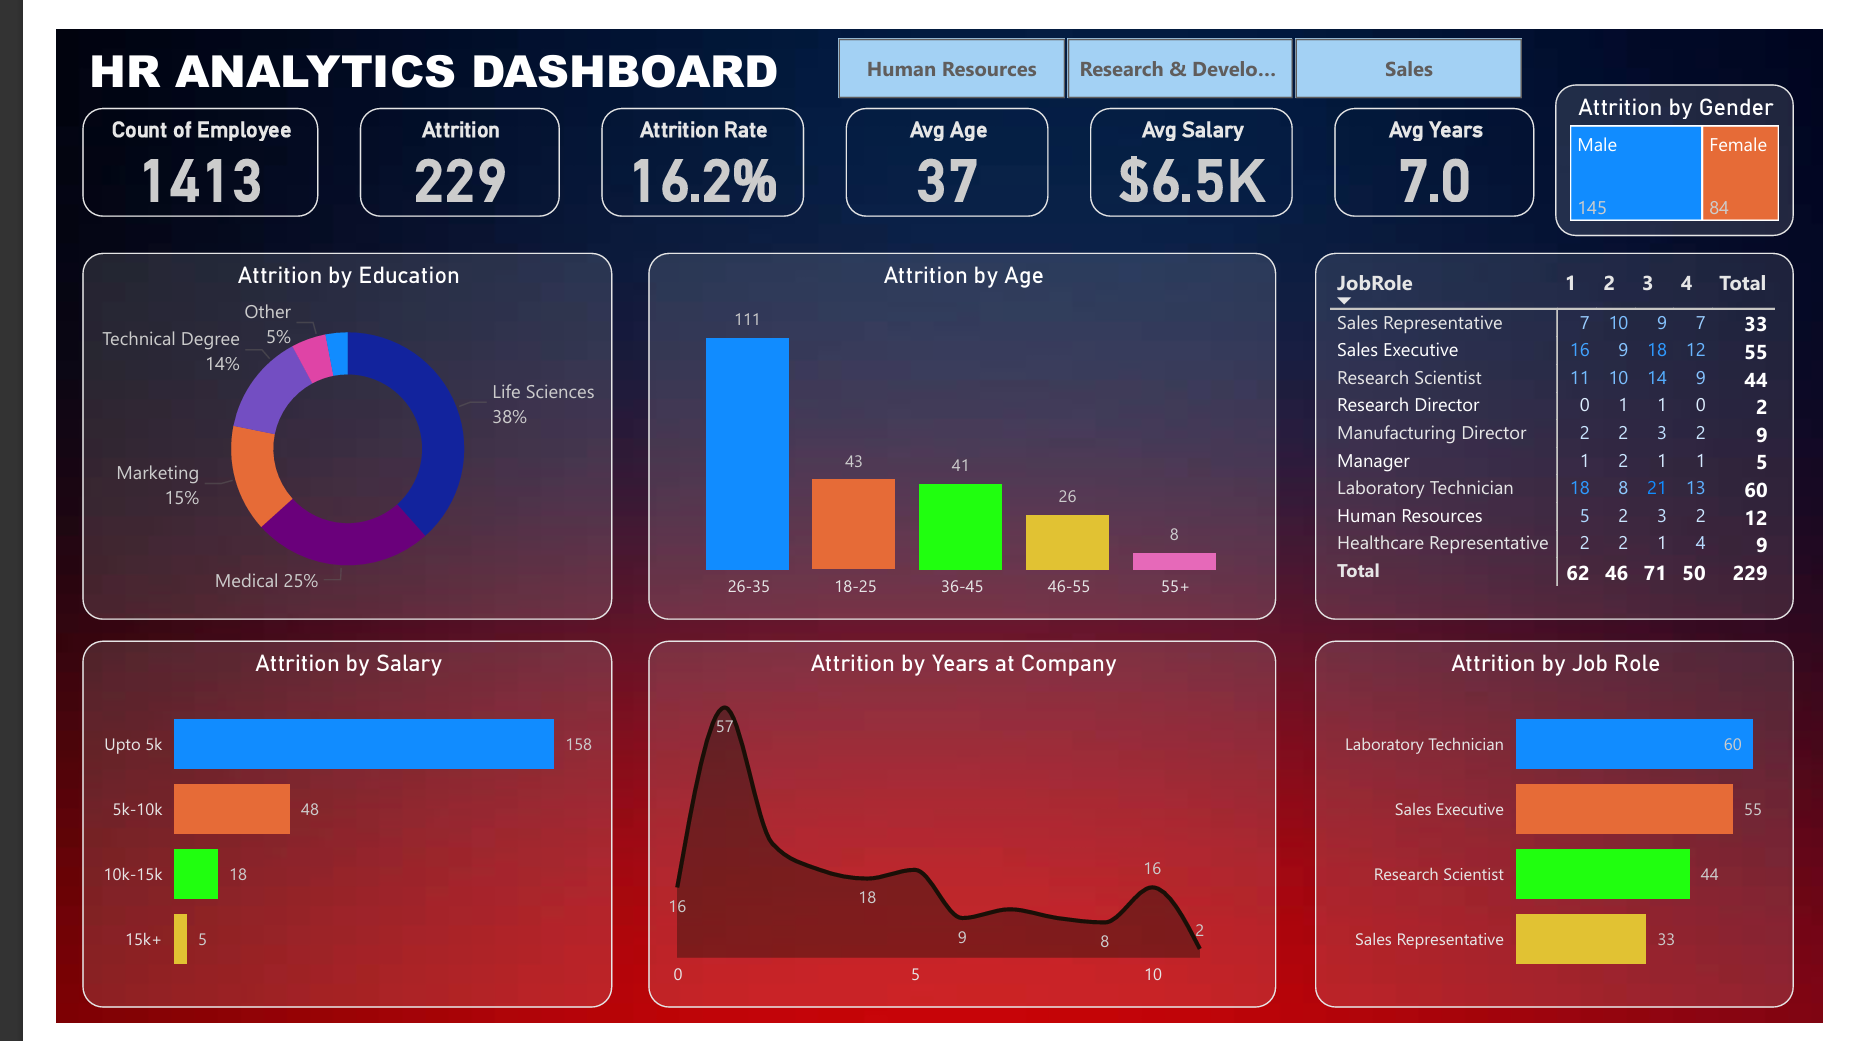 HR ANALYTICS DASHBOARD
Human Resources
Research & Develo...
Sales
Count of Employee
1413
Attrition
229
Attrition Rate
16.2%
Avg Age
37
Avg Salary
$6.5K
Avg Years
7.0
Attrition by Gender
Male
145
Female
84
Attrition by Education
Other
5%
Technical Degree
14%
Life Sciences
38%
Marketing
15%
Medical 25%
Attrition by Age
111
43
41
26
8
26-35
18-25
36-45
46-55
55+
JobRole 1 2 3 4 Total
Sales Representative 7 10 9 7 33
Sales Executive 16 9 18 12 55
Research Scientist 11 10 14 9 44
Research Director 0 1 1 0 2
Manufacturing Director 2 2 3 2 9
Manager 1 2 1 1 5
Laboratory Technician 18 8 21 13 60
Human Resources 5 2 3 2 12
Healthcare Representative 2 2 1 4 9
Total 62 46 71 50 229
Attrition by Salary
Upto 5k 158
5k-10k 48
10k-15k 18
15k+ 5
Attrition by Years at Company
57
16
18
9
8
16
2
0
5
10
Attrition by Job Role
Laboratory Technician 60
Sales Executive 55
Research Scientist 44
Sales Representative 33